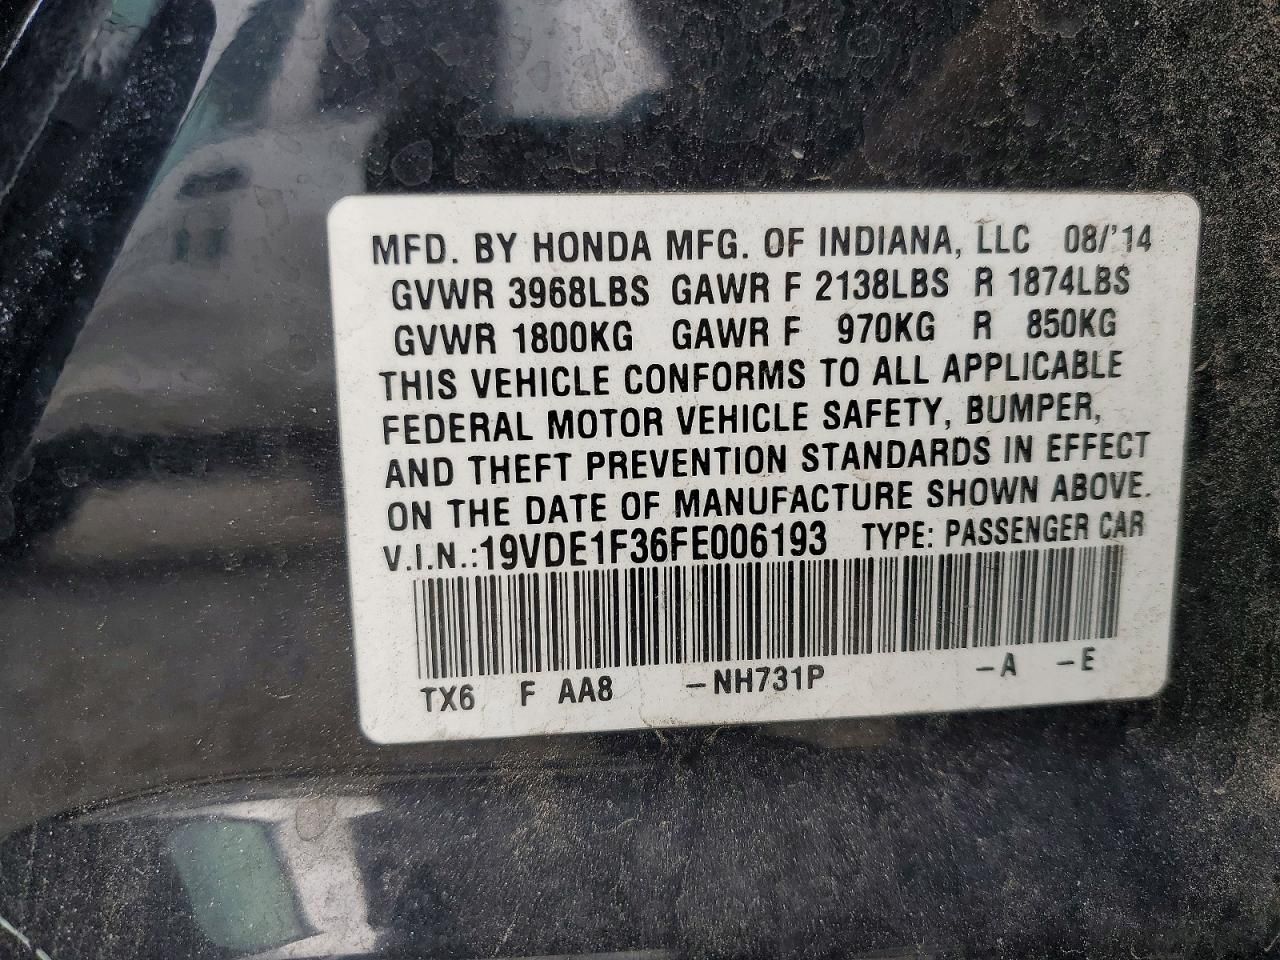 MFD. BY HONDA MFG. OF INDIANA, LLC 08/'14
GVWR 3968LBS GAWR F 2138LBS R 1874LBS
GVWR 1800KG GAWR F 970KG R 850KG
THIS VEHICLE CONFORMS TO ALL APPLICABLE
FEDERAL MOTOR VEHICLE SAFETY, BUMPER,
AND THEFT PREVENTION STANDARDS IN EFFECT
ON THE DATE OF MANUFACTURE SHOWN ABOVE.
V.I.N.:19VDE1F36FE006193 TYPE: PASSENGER CAR
TX6 F AA8 -NH731P -A -E